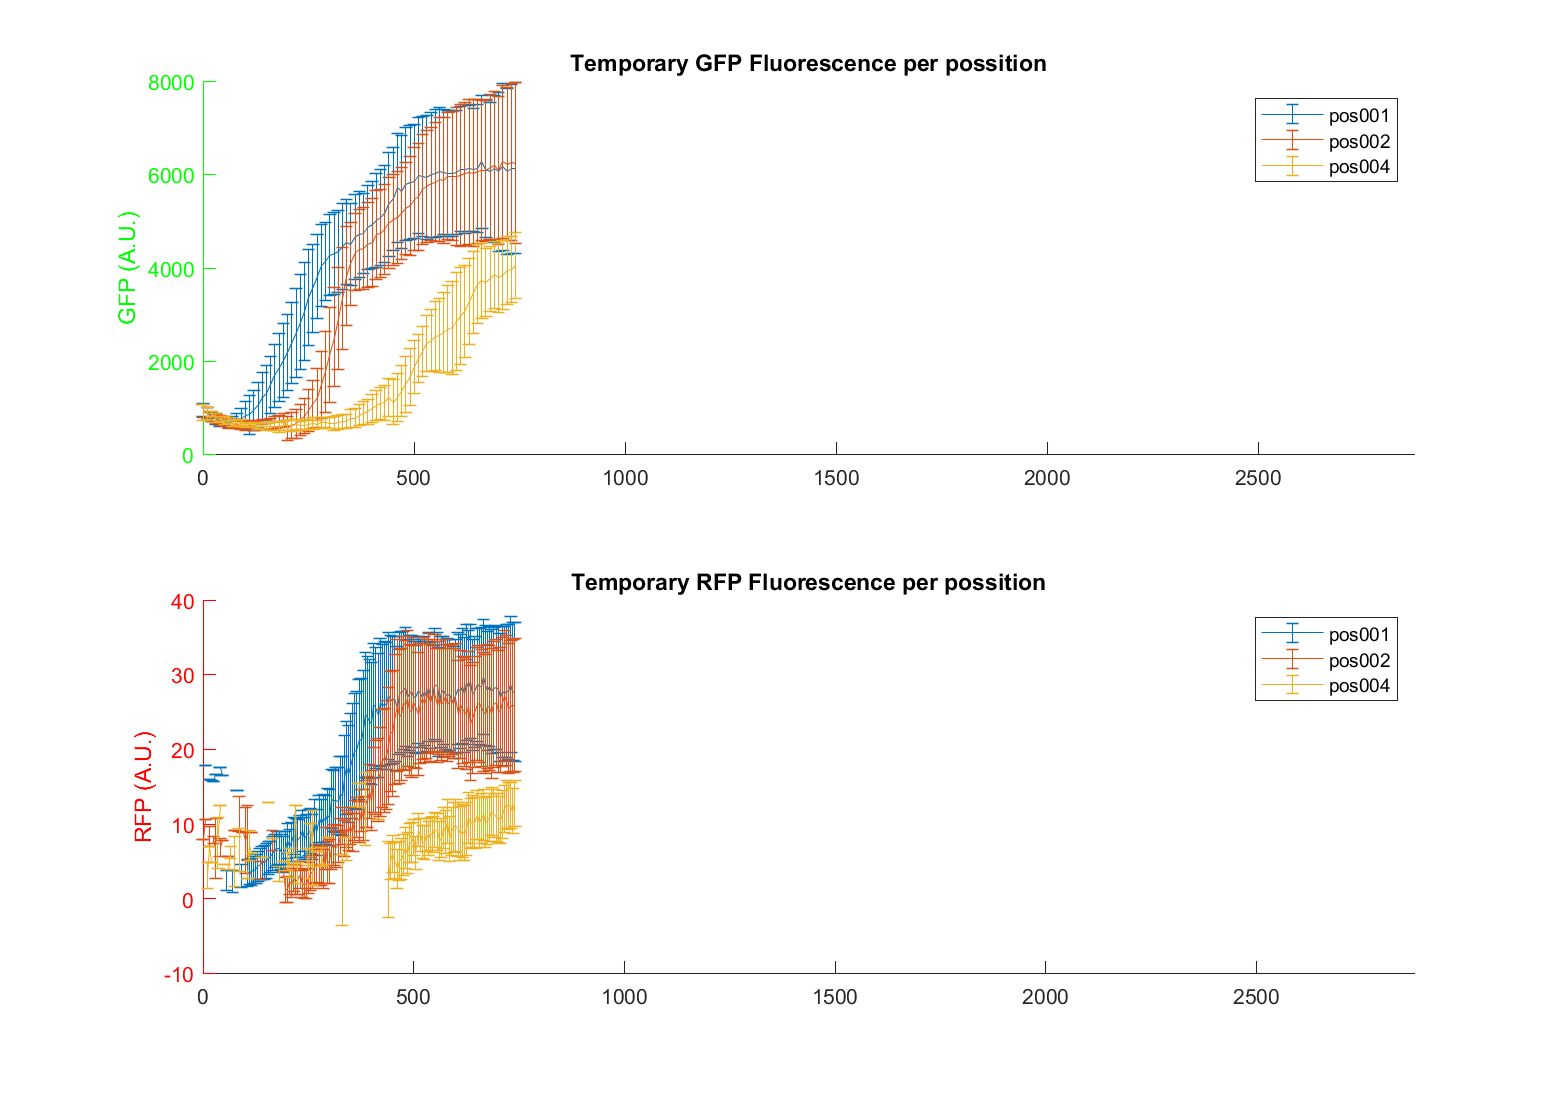 Temporary GFP Fluorescence per possition
GFP (A.U.)
8000
6000
4000
2000
0
0 500 1000 1500 2000 2500
pos001
pos002
pos004
Temporary RFP Fluorescence per possition
RFP (A.U.)
40
30
20
10
0
-10
0 500 1000 1500 2000 2500
pos001
pos002
pos004